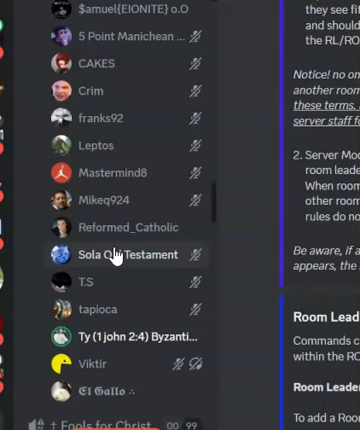 $amuel{EIONITE} o.O
5 Point Manichean ...
CAKES
Crim
franks92
Leptos
Mastermind8
Mikeq924
Reformed_Catholic
Sola Testament
T.S
tapioca
Ty (1 john 2:4) Byzanti...
Viktir
𝕰𝖑 𝕲𝖆𝖑𝖑𝖔 ∴
† Fools for Christ 00 99
they see fi
and should
the RL/RO
Notice! no on
another room
these terms,
server staff fo
2. Server Mod
room leade
When room
other room
rules do no
Be aware, if a
appears, the
Room Lead
Commands c
within the RO
Room Leader
To add a Roo